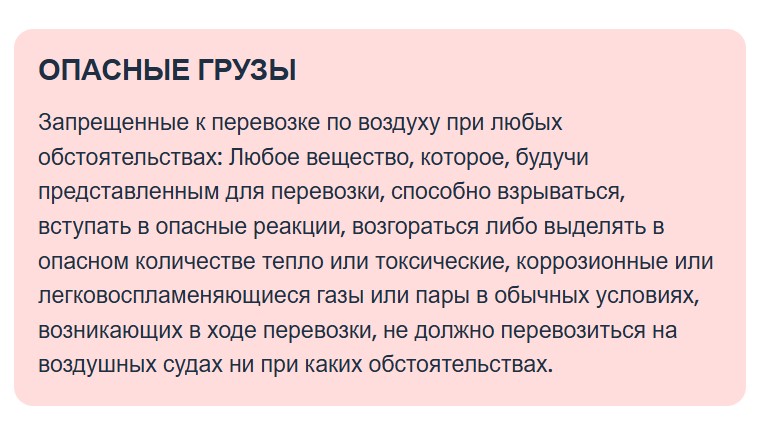 ОПАСНЫЕ ГРУЗЫ
Запрещенные к перевозке по воздуху при любых
обстоятельствах: Любое вещество, которое, будучи
представленным для перевозки, способно взрываться,
вступать в опасные реакции, возгораться либо выделять в
опасном количестве тепло или токсические, коррозионные или
легковоспламеняющиеся газы или пары в обычных условиях,
возникающих в ходе перевозки, не должно перевозиться на
воздушных судах ни при каких обстоятельствах.